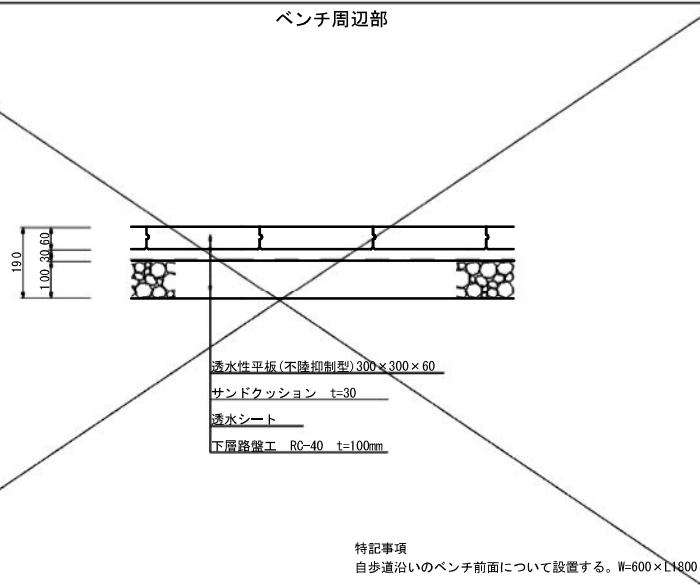 ベンチ周辺部
190
60
30
100
透水性平板(不陸抑制型)300×300×60
サンドクッション t=30
透水シート
下層路盤工 RC-40 t=100mm
特記事項
自歩道沿いのベンチ前面について設置する。W=600×L1800